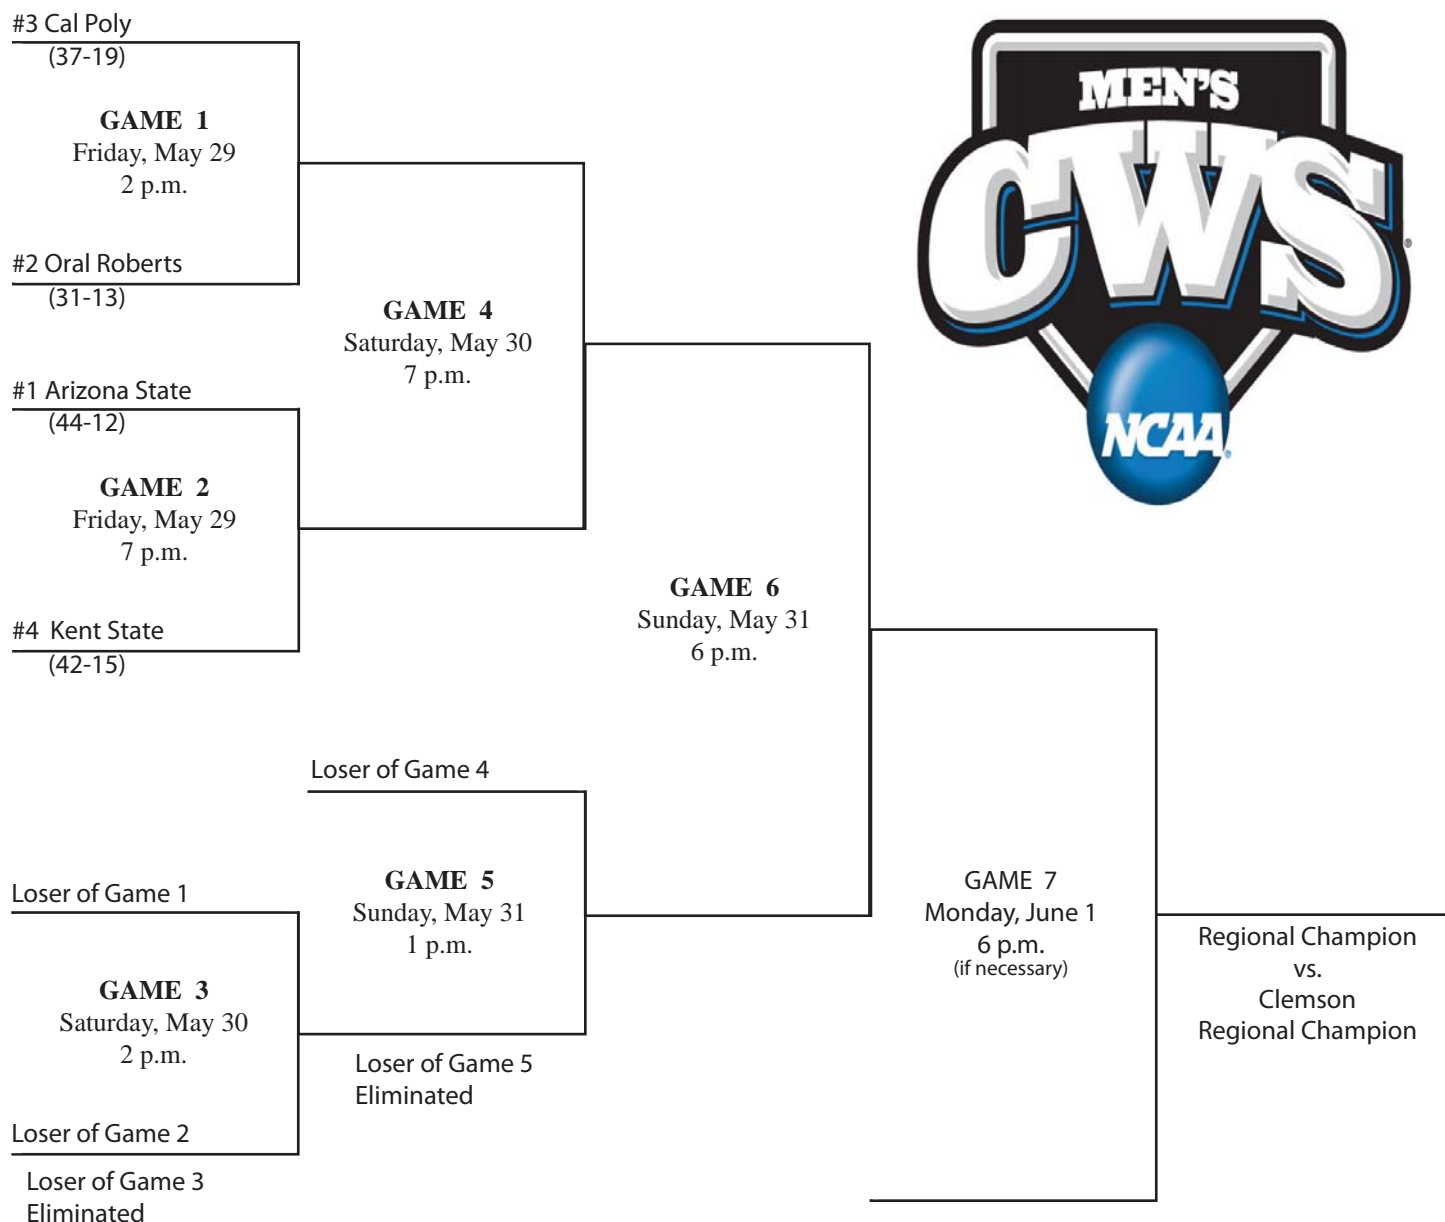 #3 Cal Poly
(37-19)
GAME 1
Friday, May 29
2 p.m.
#2 Oral Roberts
(31-13)
#1 Arizona State
(44-12)
GAME 2
Friday, May 29
7 p.m.
#4 Kent State
(42-15)
GAME 4
Saturday, May 30
7 p.m.
MEN'S
CWS
®
NCAA
®
GAME 6
Sunday, May 31
6 p.m.
Loser of Game 4
GAME 5
Sunday, May 31
1 p.m.
Loser of Game 1
GAME 3
Saturday, May 30
2 p.m.
Loser of Game 5
Eliminated
Loser of Game 2
Loser of Game 3
Eliminated
GAME 7
Monday, June 1
6 p.m.
(if necessary)
Regional Champion
vs.
Clemson
Regional Champion